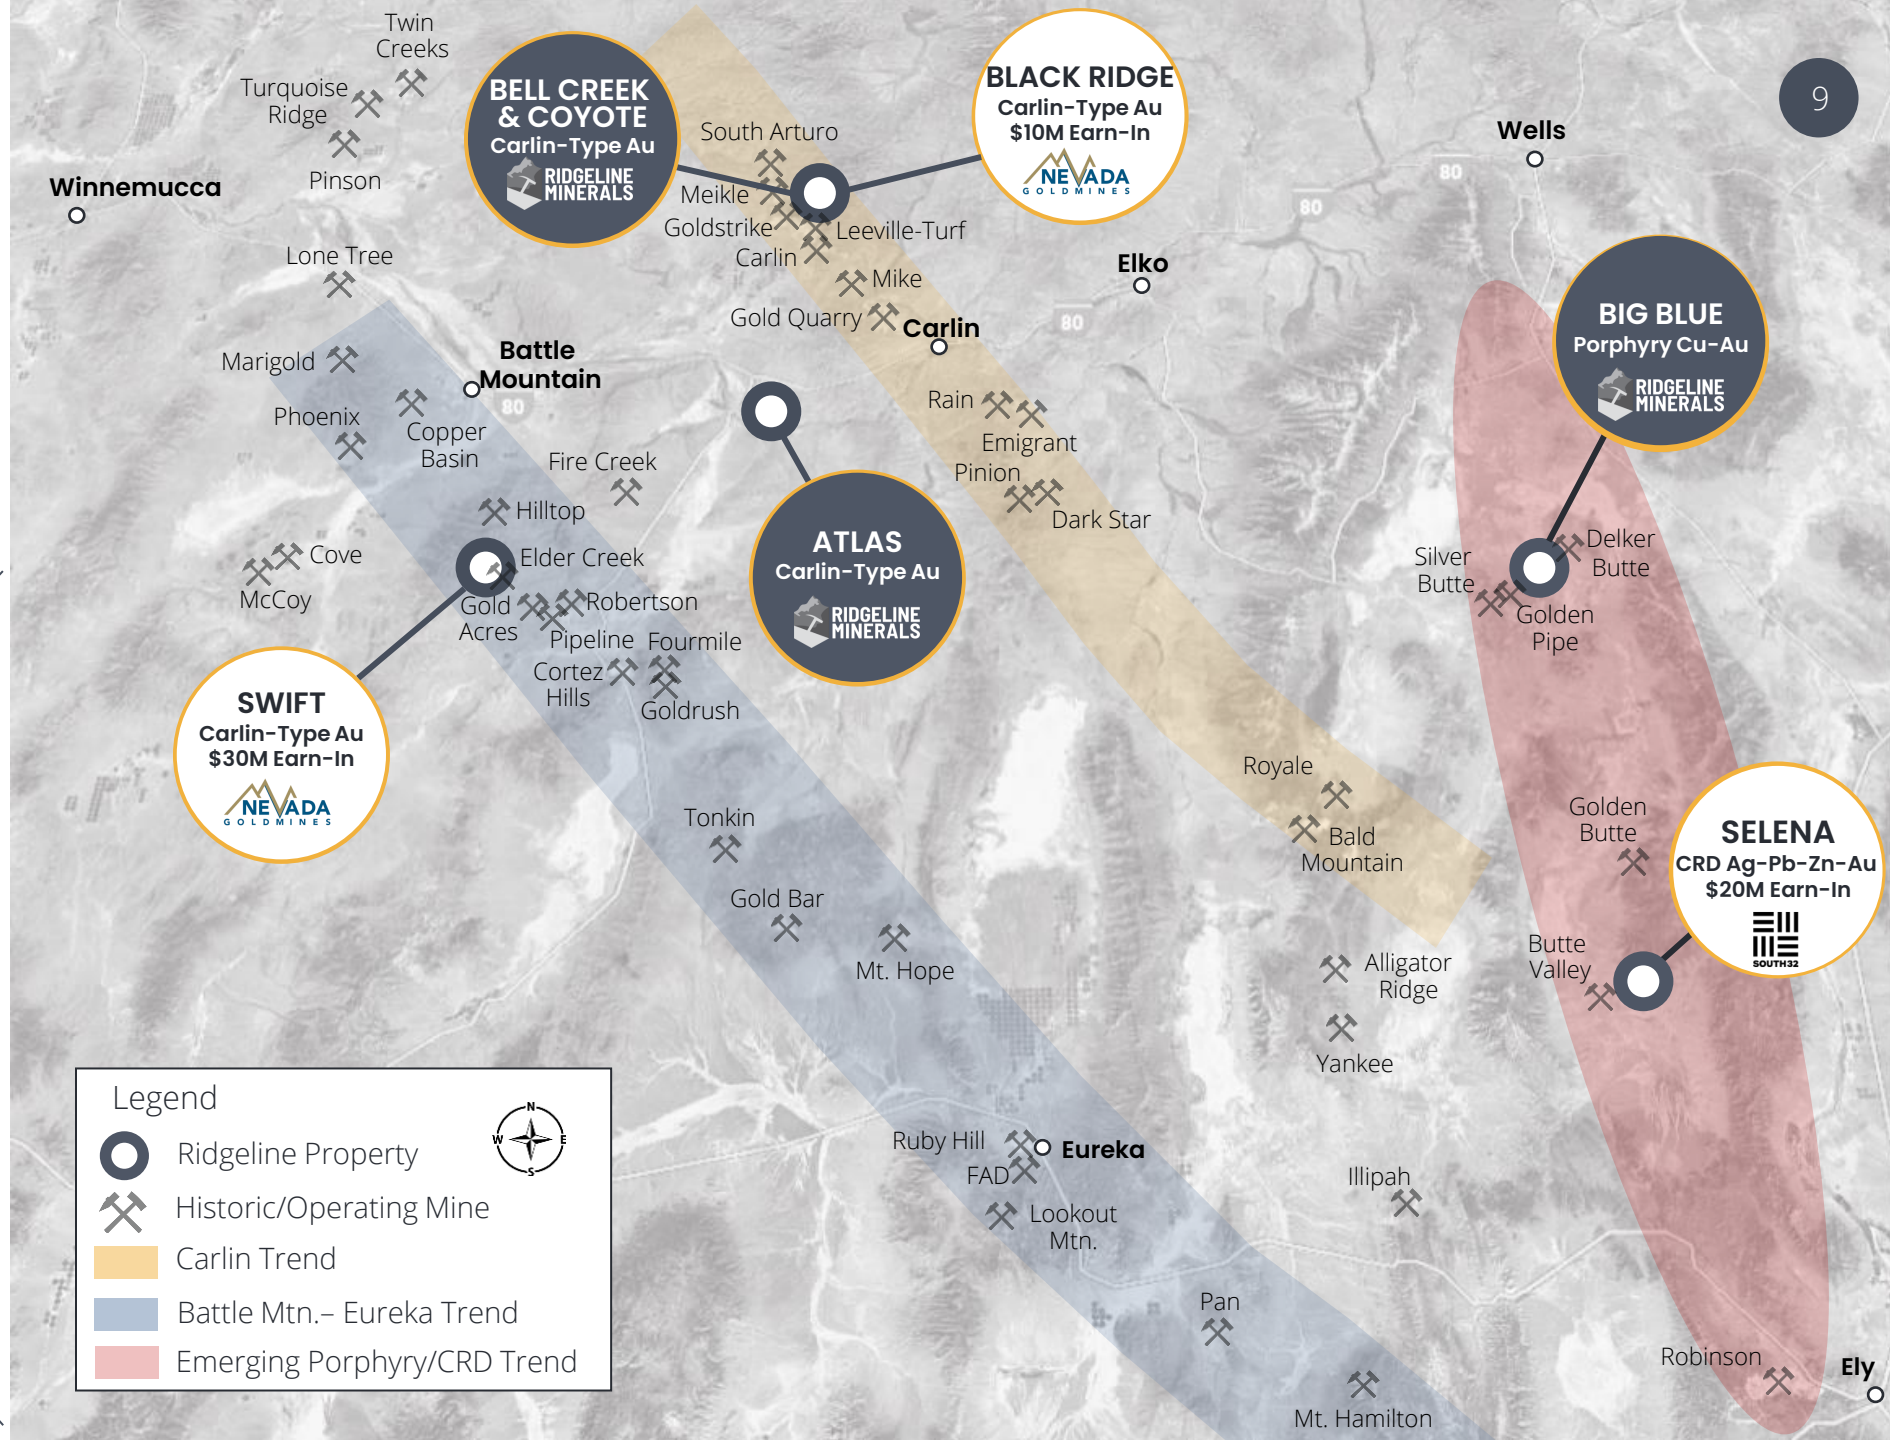 Twin
Creeks
Turquoise
Ridge
Pinson
Winnemucca
Lone Tree
BELL CREEK
& COYOTE
Carlin-Type Au
RIDGELINE
MINERALS
South Arturo
Meikle
Goldstrike
Carlin
Leeville-Turf
Mike
Gold Quarry
Carlin
BLACK RIDGE
Carlin-Type Au
$10M Earn-In
NEVADA
GOLDMINES
9
Wells
80
80
Elko
80
BIG BLUE
Porphyry Cu-Au
RIDGELINE
MINERALS
Marigold
Battle
Mountain
80
Phoenix
Copper
Basin
Fire Creek
Hilltop
Rain
Emigrant
Pinion
Dark Star
Cove
McCoy
Elder Creek
Gold
Acres
Robertson
Pipeline
Fourmile
Cortez
Hills
Goldrush
ATLAS
Carlin-Type Au
RIDGELINE
MINERALS
Silver
Butte
Delker
Butte
Golden
Pipe
SWIFT
Carlin-Type Au
$30M Earn-In
NEVADA
GOLDMINES
Tonkin
Gold Bar
Mt. Hope
Royale
Bald
Mountain
Golden
Butte
SELENA
CRD Ag-Pb-Zn-Au
$20M Earn-In
SOUTH32
Butte
Valley
Alligator
Ridge
Yankee
Legend
N
W
E
S
Ridgeline Property
Historic/Operating Mine
Carlin Trend
Battle Mtn.– Eureka Trend
Emerging Porphyry/CRD Trend
Ruby Hill
Eureka
FAD
Lookout
Mtn.
Illipah
Pan
Mt. Hamilton
Robinson
Ely